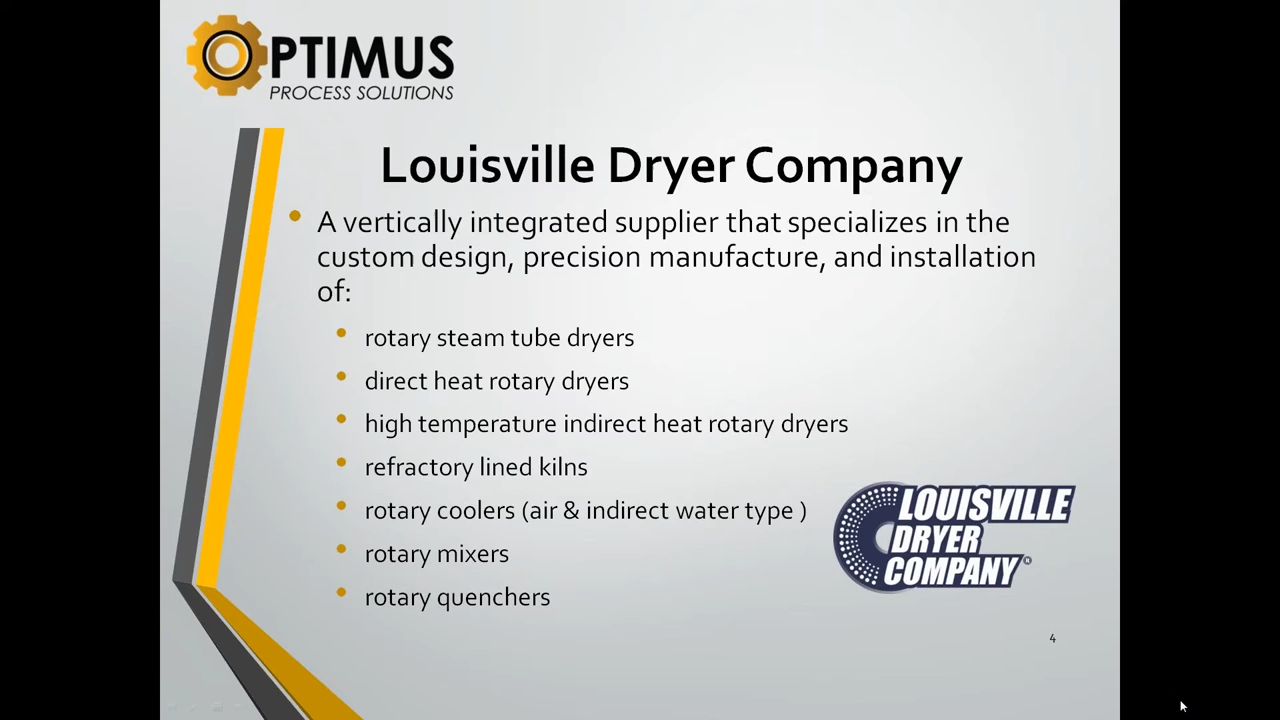 OPTIMUS
PROCESS SOLUTIONS
Louisville Dryer Company
• A vertically integrated supplier that specializes in the
custom design, precision manufacture, and installation
of:
• rotary steam tube dryers
• direct heat rotary dryers
• high temperature indirect heat rotary dryers
• refractory lined kilns
• rotary coolers (air & indirect water type )
• rotary mixers
• rotary quenchers
LOUISVILLE
DRYER
COMPANY®
4